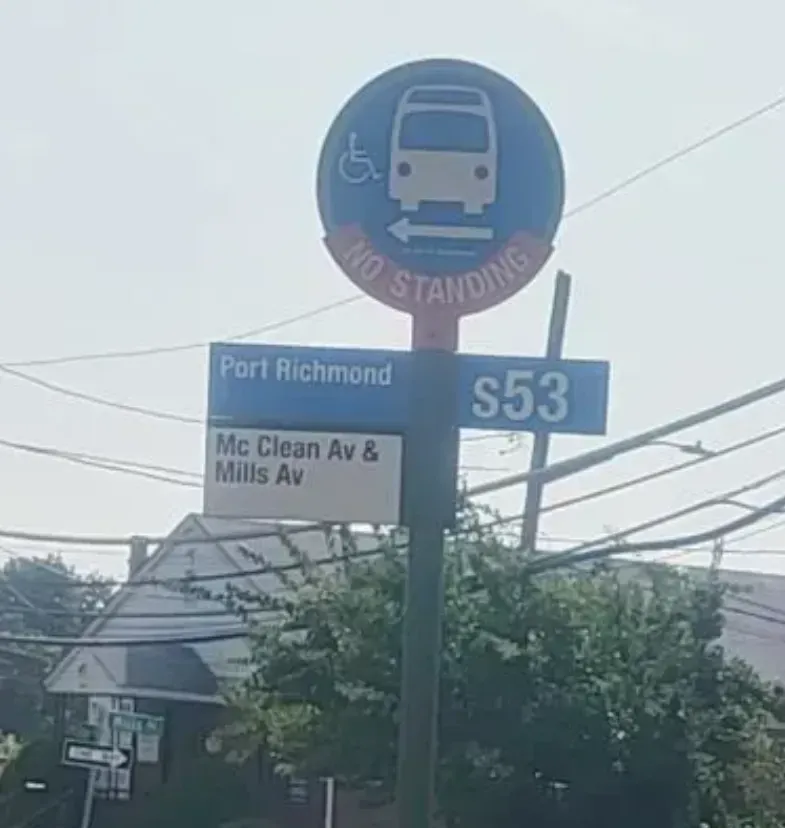 NO STANDING
Port Richmond
s53
Mc Clean Av &
Mills Av